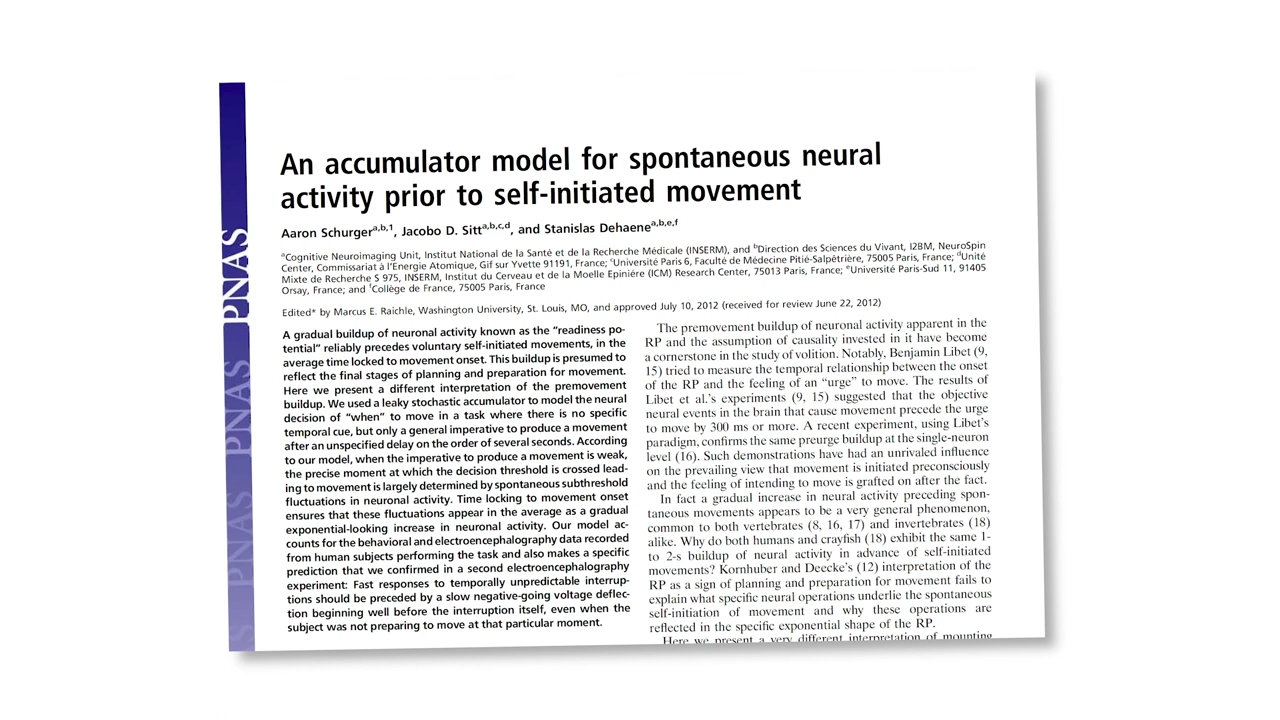 An accumulator model for spontaneous neural
activity prior to self-initiated movement
Aaron Schurgera,b,1, Jacobo D. Sitta,b,c,d, and Stanislas Dehaenea,b,e,f
aCognitive Neuroimaging Unit, Institut National de la Santé et de la Recherche Médicale (INSERM), and bDirection des Sciences du Vivant, I2BM, NeuroSpin
Center, Commissariat à l'Energie Atomique, Gif sur Yvette 91191, France; cUniversité Paris 6, Faculté de Médecine Pitié-Salpêtrière, 75005 Paris, France; dUnité
Mixte de Recherche S 975, INSERM, Institut du Cerveau et de la Moelle Epinière (ICM) Research Center, 75013 Paris, France; eUniversité Paris-Sud 11, 91405
Orsay, France; and fCollège de France, 75005 Paris, France
Edited* by Marcus E. Raichle, Washington University, St. Louis, MO, and approved July 10, 2012 (received for review June 22, 2012)
A gradual buildup of neuronal activity known as the "readiness po-
tential" reliably precedes voluntary self-initiated movements, in the
average time locked to movement onset. This buildup is presumed to
reflect the final stages of planning and preparation for movement.
Here we present a different interpretation of the premovement
buildup. We used a leaky stochastic accumulator to model the neural
decision of "when" to move in a task where there is no specific
temporal cue, but only a general imperative to produce a movement
after an unspecified delay on the order of several seconds. According
to our model, when the imperative to produce a movement is weak,
the precise moment at which the decision threshold is crossed lead-
ing to movement is largely determined by spontaneous subthreshold
fluctuations in neuronal activity. Time locking to movement onset
ensures that these fluctuations appear in the average as a gradual
exponential-looking increase in neuronal activity. Our model ac-
counts for the behavioral and electroencephalography data recorded
from human subjects performing the task and also makes a specific
prediction that we confirmed in a second electroencephalography
experiment: Fast responses to temporally unpredictable interrup-
tions should be preceded by a slow negative-going voltage deflec-
tion beginning well before the interruption itself, even when the
subject was not preparing to move at that particular moment.
The premovement buildup of neuronal activity apparent in the
RP and the assumption of causality invested in it have become
a cornerstone in the study of volition. Notably, Benjamin Libet (9,
15) tried to measure the temporal relationship between the onset
of the RP and the feeling of an "urge" to move. The results of
Libet et al.'s experiments (9, 15) suggested that the objective
neural events in the brain that cause movement precede the urge
to move by 300 ms or more. A recent experiment, using Libet's
paradigm, confirms the same preurge buildup at the single-neuron
level (16). Such demonstrations have had an unrivaled influence
on the prevailing view that movement is initiated preconsciously
and the feeling of intending to move is grafted on after the fact.
In fact a gradual increase in neural activity preceding spon-
taneous movements appears to be a very general phenomenon,
common to both vertebrates (8, 16, 17) and invertebrates (18)
alike. Why do both humans and crayfish (18) exhibit the same 1-
to 2-s buildup of neural activity in advance of self-initiated
movements? Kornhuber and Deecke's (12) interpretation of the
RP as a sign of planning and preparation for movement fails to
explain what specific neural operations underlie the spontaneous
self-initiation of movement and why these operations are
reflected in the specific exponential shape of the RP.
Here we present a very different interpretation of mounting
PNAS
PNAS
PNAS
PNAS